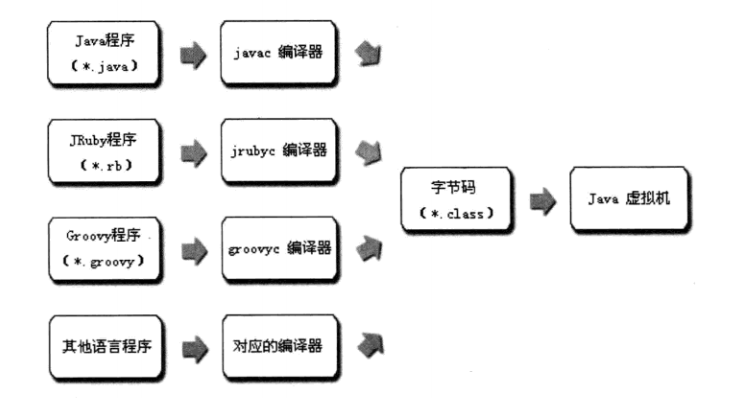 Java程序
(*.java)
javac 编译器
JRuby程序
(*.rb)
jrubyc 编译器
字节码
(*.class)
Java 虚拟机
Groovy程序
(*.groovy)
groovyc 编译器
其他语言程序
对应的编译器